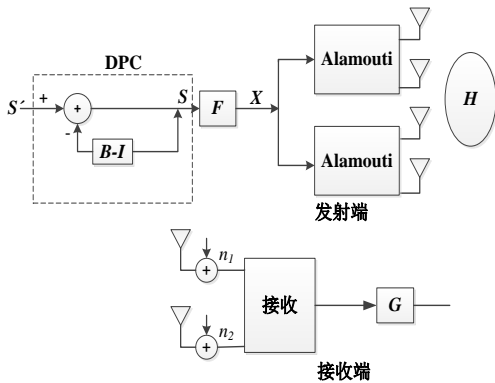 DPC
S´ + + S F X
- B-I
Alamouti
Alamouti
H
发射端
+ n1
接收 G
+ n2
接收端